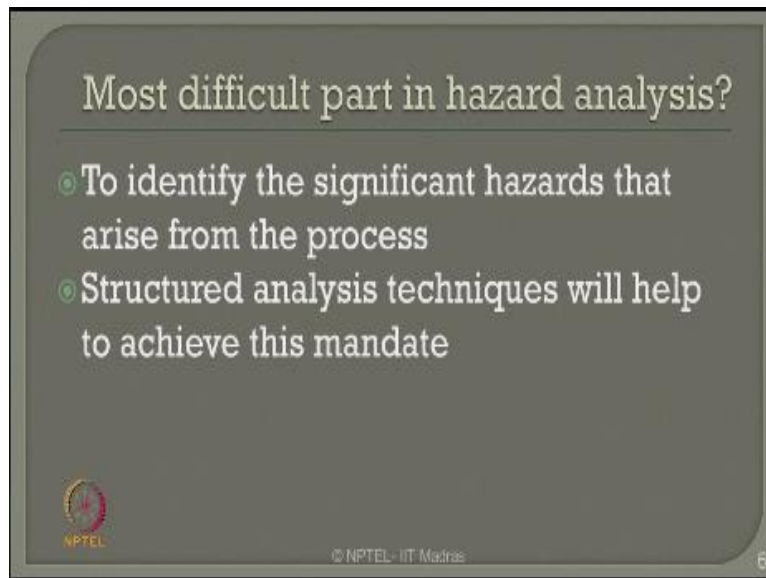 Most difficult part in hazard analysis?
To identify the significant hazards that
arise from the process
Structured analysis techniques will help
to achieve this mandate
NPTEL
© NPTEL- IIT Madras
6